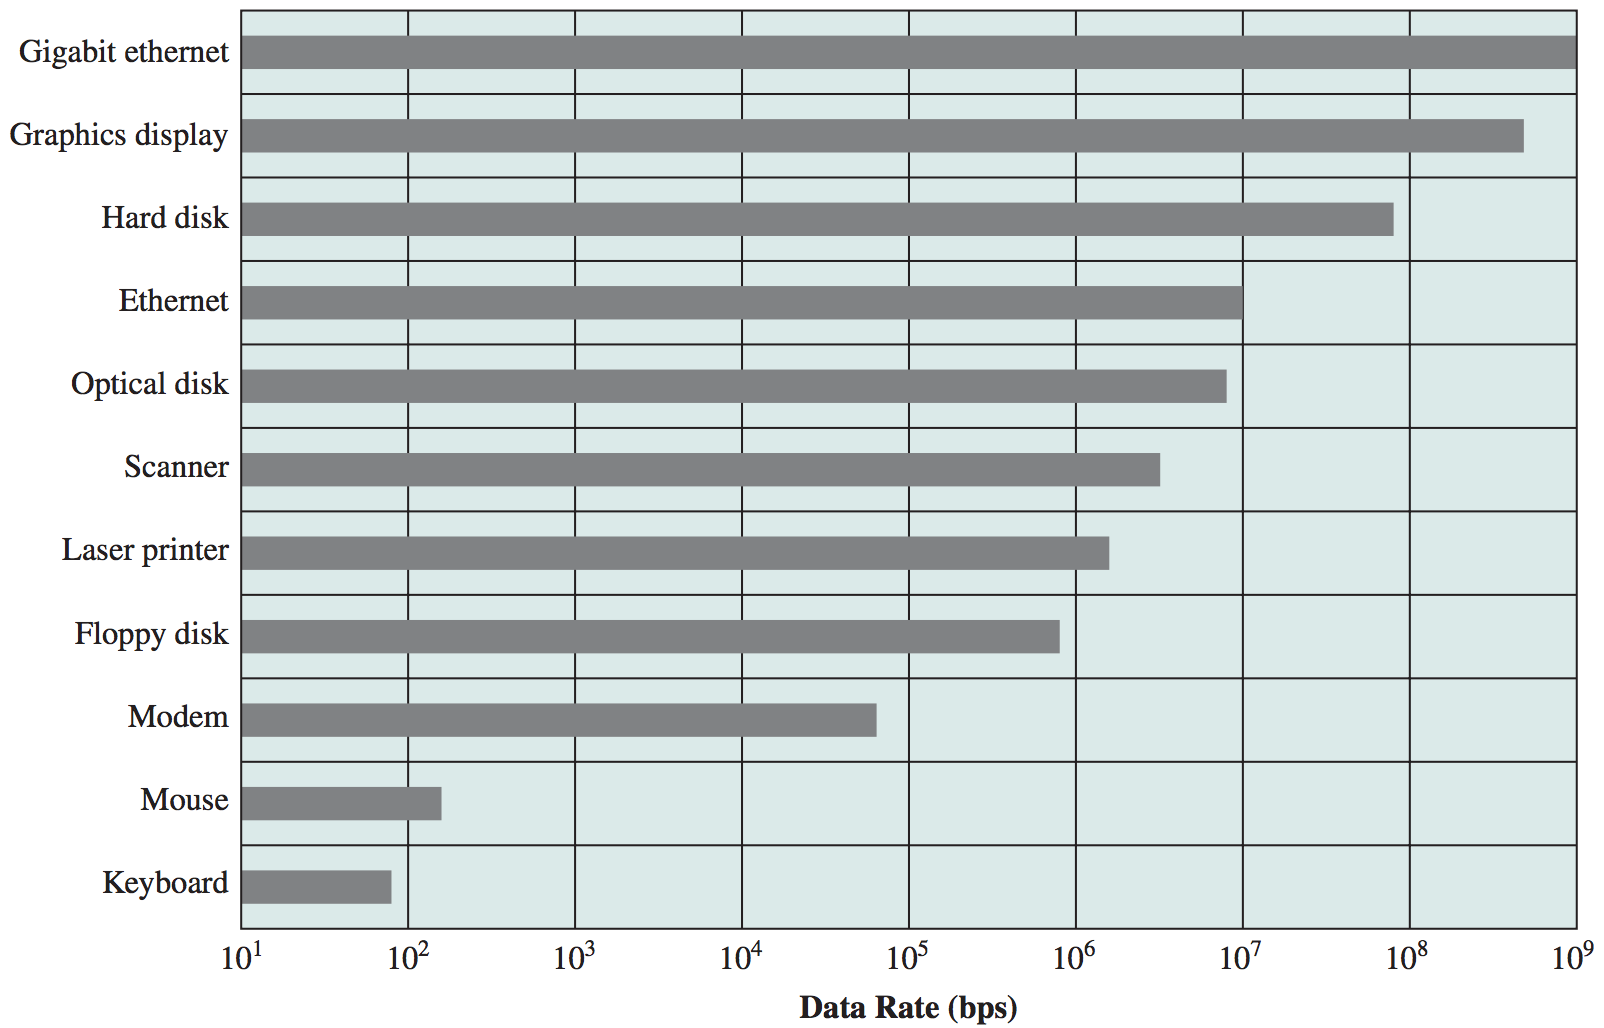 Gigabit ethernet
Graphics display
Hard disk
Ethernet
Optical disk
Scanner
Laser printer
Floppy disk
Modem
Mouse
Keyboard
10¹ 10² 10³ 10⁴ 10⁵ 10⁶ 10⁷ 10⁸ 10⁹
Data Rate (bps)